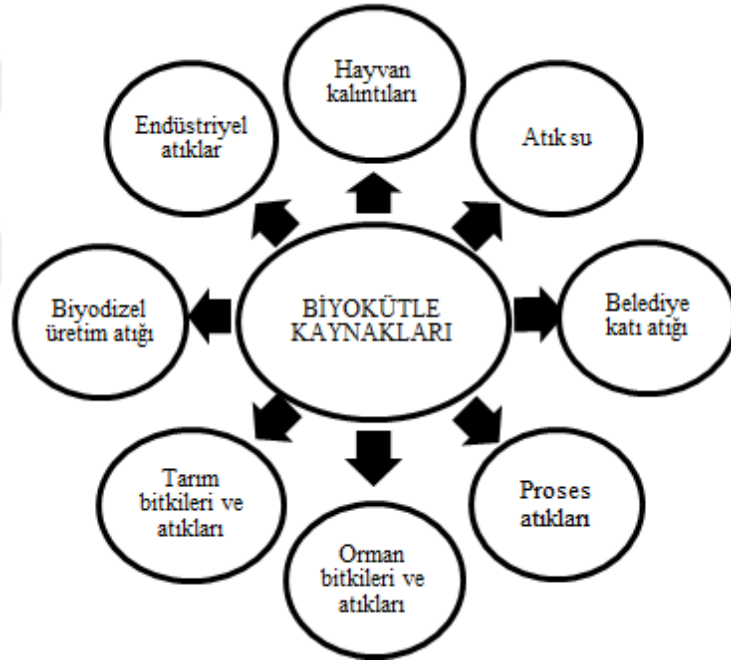 Hayvan
kalıntıları
Atık su
Belediye
katı atığı
Proses
atıkları
Orman
bitkileri ve
atıkları
Tarım
bitkileri ve
atıkları
Biyodizel
üretim atığı
Endüstriyel
atıklar
BİYOKÜTLE
KAYNAKLARI